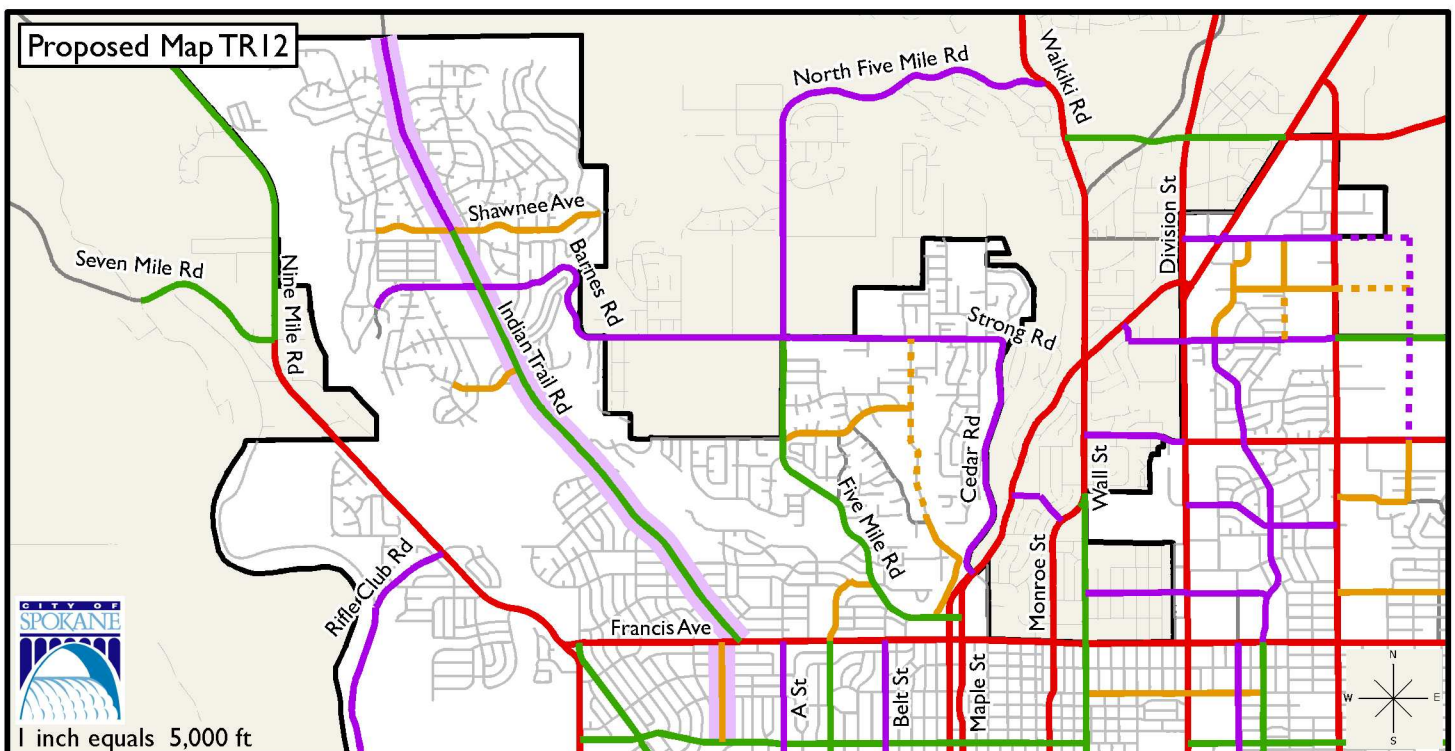 Proposed Map TR12
North Five Mile Rd
Waikiki Rd
Shawnee Ave
Barnes Rd
Division St
Seven Mile Rd
Nine Mile Rd
Indian Trail Rd
Strong Rd
Cedar Rd
Wall St
Five Mile Rd
Rifle Club Rd
Monroe St
Francis Ave
A St
Belt St
Maple St
CITY OF
SPOKANE
1 inch equals 5,000 ft
N
W
E
S